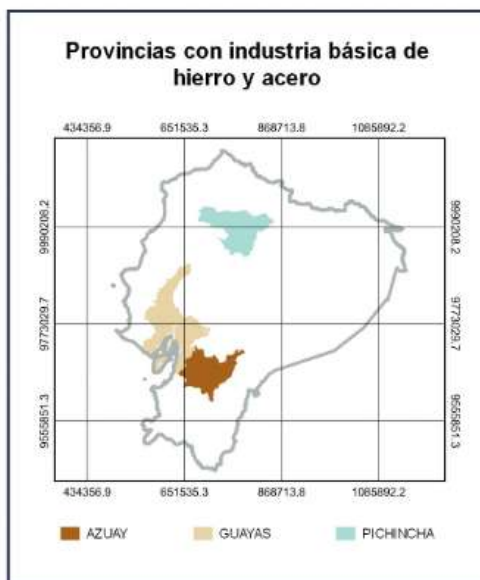 Provincias con industria básica de
hierro y acero
434356.9 651535.3 868713.8 1085892.2
9990208.2 9990208.2
9773029.7 9773029.7
9555851.3 9555851.3
434356.9 651535.3 868713.8 1085892.2
AZUAY GUAYAS PICHINCHA